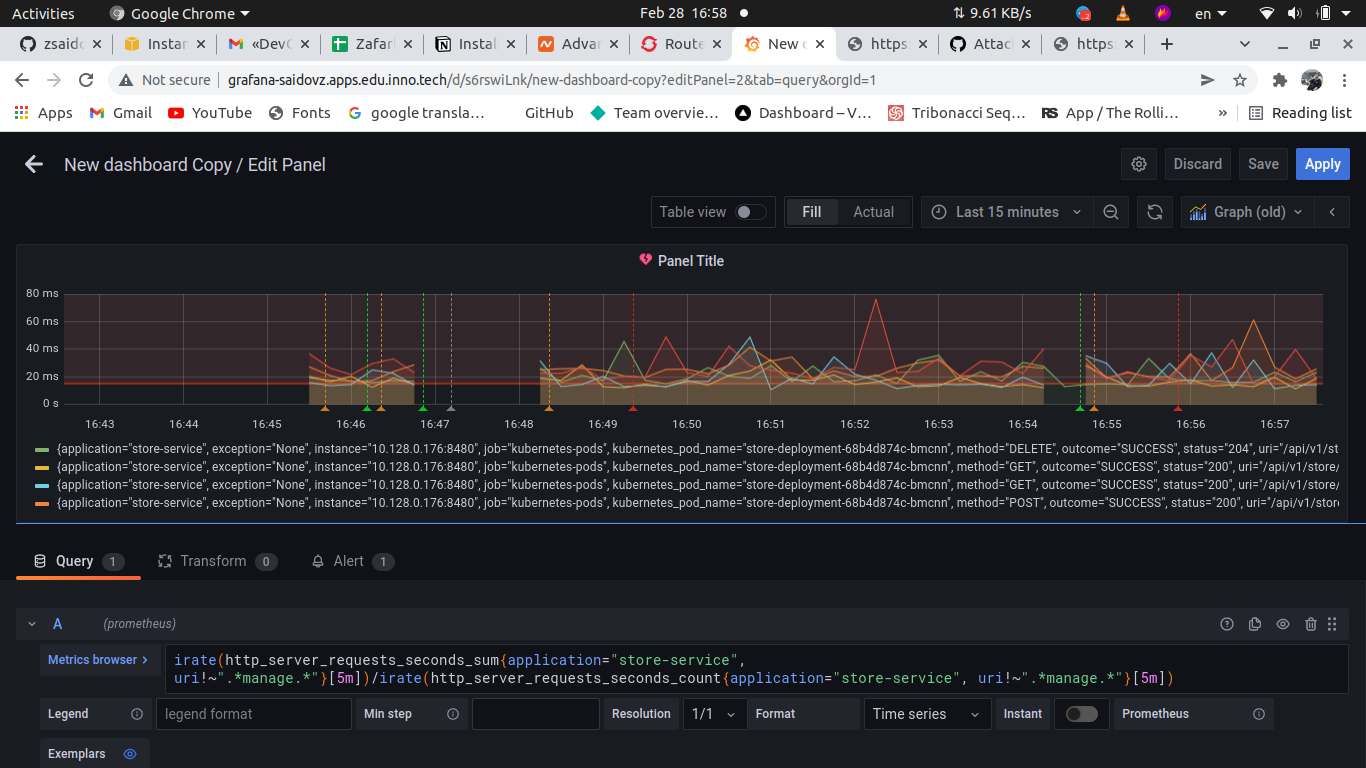 Activities Google Chrome Feb 28 16:58 9.61 KB/s en
zsaido Instan «DevO Zafar Instal Advan Route New d https: Attac https:
Not secure grafana-saidovz.apps.edu.inno.tech/d/s6rswiLnk/new-dashboard-copy?editPanel=2&tab=query&orgId=1
Apps Gmail YouTube Fonts google transla... GitHub Team overvie... Dashboard – V... Tribonacci Seq... App / The Rolli... » Reading list
New dashboard Copy / Edit Panel Discard Save Apply
Table view Fill Actual Last 15 minutes Graph (old)
Panel Title
80 ms
60 ms
40 ms
20 ms
0 s
16:43 16:44 16:45 16:46 16:47 16:48 16:49 16:50 16:51 16:52 16:53 16:54 16:55 16:56 16:57
{application="store-service", exception="None", instance="10.128.0.176:8480", job="kubernetes-pods", kubernetes_pod_name="store-deployment-68b4d874c-bmcnn", method="DELETE", outcome="SUCCESS", status="204", uri="/api/v1/st
{application="store-service", exception="None", instance="10.128.0.176:8480", job="kubernetes-pods", kubernetes_pod_name="store-deployment-68b4d874c-bmcnn", method="GET", outcome="SUCCESS", status="200", uri="/api/v1/store/
{application="store-service", exception="None", instance="10.128.0.176:8480", job="kubernetes-pods", kubernetes_pod_name="store-deployment-68b4d874c-bmcnn", method="GET", outcome="SUCCESS", status="200", uri="/api/v1/store/
{application="store-service", exception="None", instance="10.128.0.176:8480", job="kubernetes-pods", kubernetes_pod_name="store-deployment-68b4d874c-bmcnn", method="POST", outcome="SUCCESS", status="200", uri="/api/v1/store
Query 1 Transform 0 Alert 1
A (prometheus)
Metrics browser > irate(http_server_requests_seconds_sum{application="store-service",
uri!~".*manage.*"}[5m])/irate(http_server_requests_seconds_count{application="store-service", uri!~".*manage.*"}[5m])
Legend legend format Min step Resolution 1/1 Format Time series Instant Prometheus
Exemplars